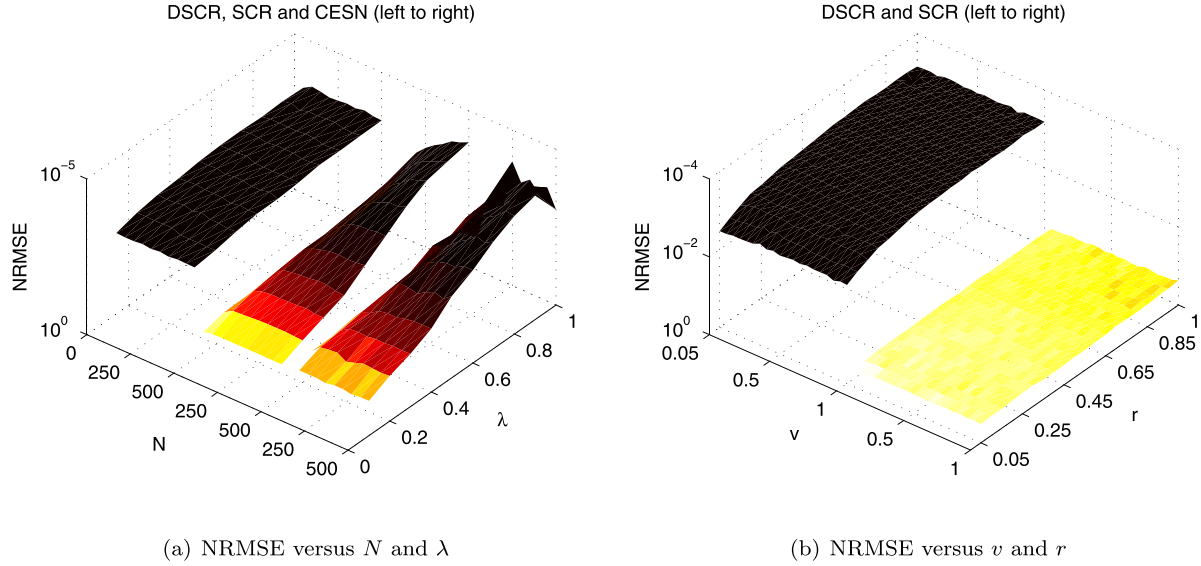 DSCR, SCR and CESN (left to right)
10^−5
NRMSE
10^0
0
250
500
250
500
250
500
N
0
0.2
0.4
0.6
0.8
1
λ
(a) NRMSE versus N and λ
DSCR and SCR (left to right)
10^−4
10^−2
NRMSE
10^0
0.05
0.5
1
0.5
1
v
0.05
0.25
0.45
0.65
0.85
1
r
(b) NRMSE versus v and r